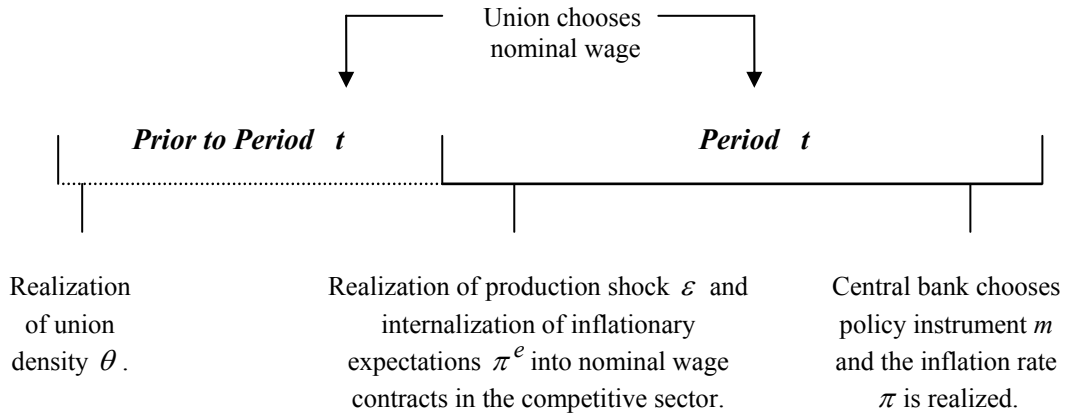 Union chooses
nominal wage
Prior to Period t
Period t
Realization
of union
density θ .
Realization of production shock ε and
internalization of inflationary
expectations π^e into nominal wage
contracts in the competitive sector.
Central bank chooses
policy instrument m
and the inflation rate
π is realized.